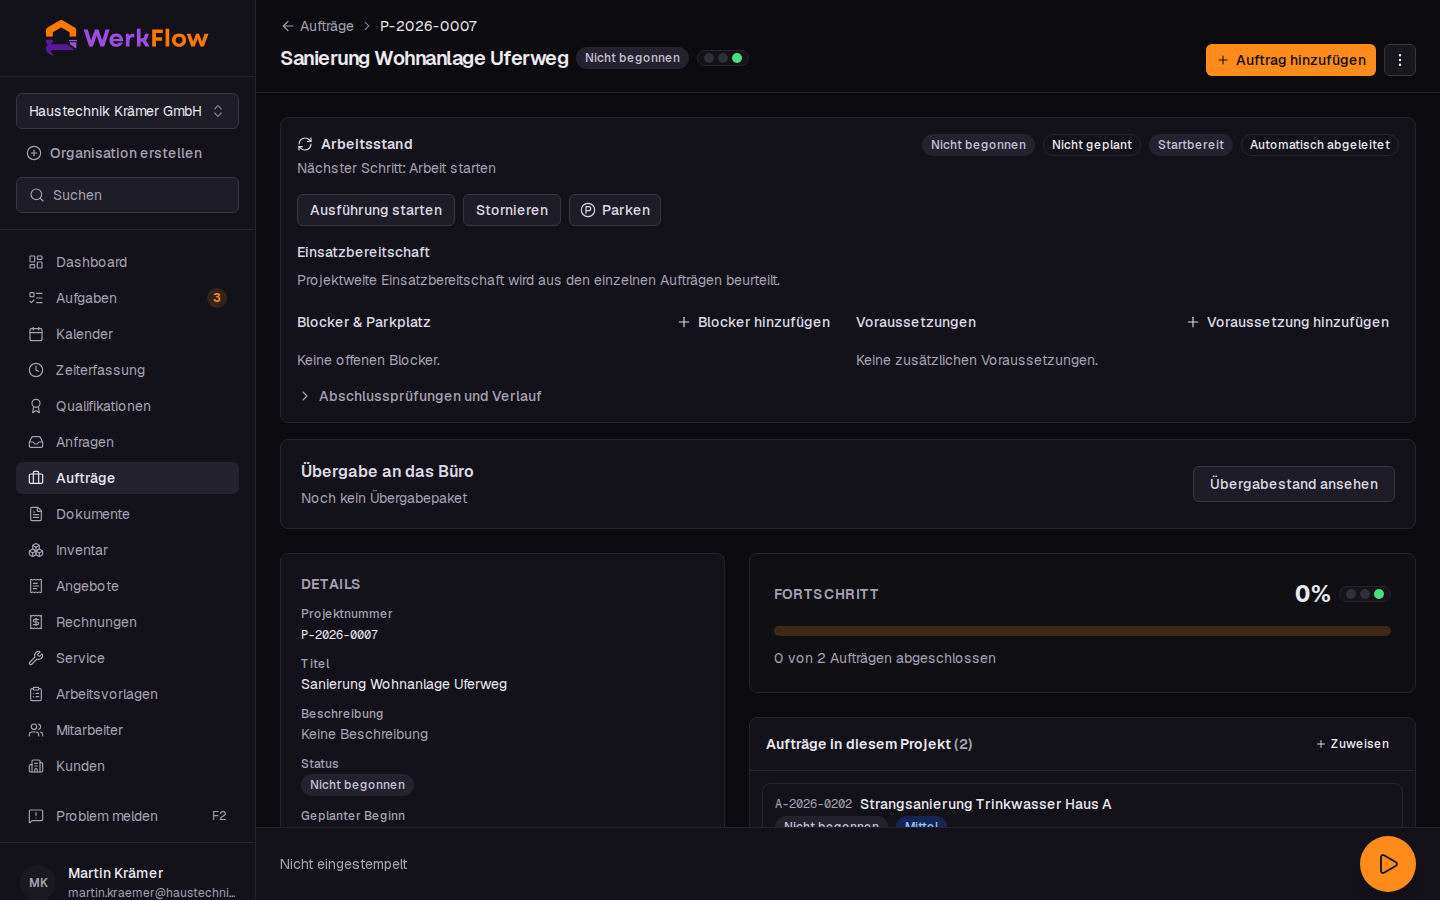 WerkFlow
Haustechnik Krämer GmbH
Organisation erstellen
Suchen
Dashboard
Aufgaben 3
Kalender
Zeiterfassung
Qualifikationen
Anfragen
Aufträge
Dokumente
Inventar
Angebote
Rechnungen
Service
Arbeitsvorlagen
Mitarbeiter
Kunden
Problem melden F2
MK
Martin Krämer
martin.kraemer@haustechni...
Aufträge P-2026-0007
Sanierung Wohnanlage Uferweg Nicht begonnen
Auftrag hinzufügen
Arbeitsstand
Nicht begonnen Nicht geplant Startbereit Automatisch abgeleitet
Nächster Schritt: Arbeit starten
Ausführung starten Stornieren Parken
Einsatzbereitschaft
Projektweite Einsatzbereitschaft wird aus den einzelnen Aufträgen beurteilt.
Blocker & Parkplatz Blocker hinzufügen
Keine offenen Blocker.
Voraussetzungen Voraussetzung hinzufügen
Keine zusätzlichen Voraussetzungen.
Abschlussprüfungen und Verlauf
Übergabe an das Büro
Noch kein Übergabepaket
Übergabestand ansehen
DETAILS
Projektnummer
P-2026-0007
Titel
Sanierung Wohnanlage Uferweg
Beschreibung
Keine Beschreibung
Status
Nicht begonnen
Geplanter Beginn
FORTSCHRITT 0%
0 von 2 Aufträgen abgeschlossen
Aufträge in diesem Projekt (2) Zuweisen
A-2026-0202 Strangsanierung Trinkwasser Haus A
Nicht begonnen Mittel
Nicht eingestempelt